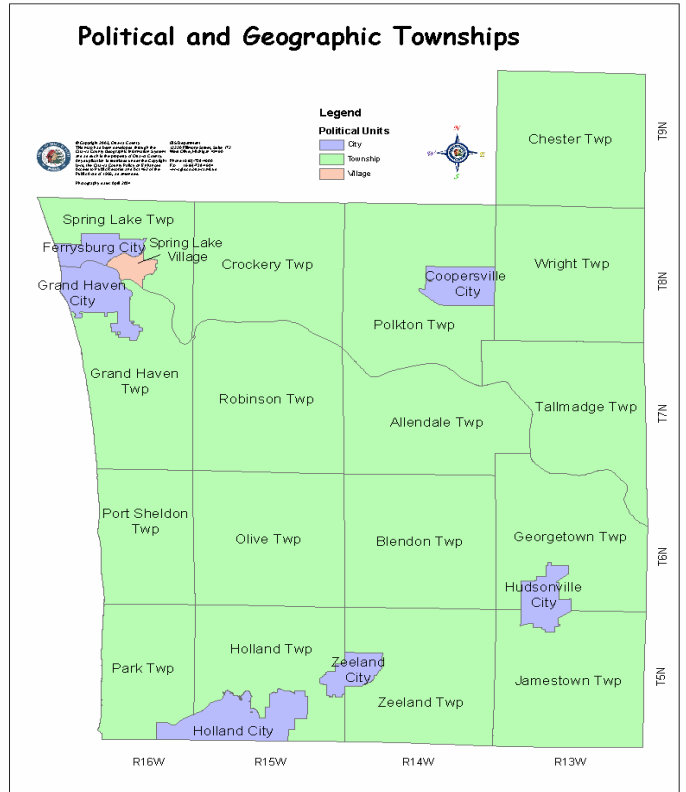 Political and Geographic Townships
Legend
Political Units
City
Township
Village
N
W
E
S
Chester Twp
T9N
Spring Lake Twp
Ferrysburg City
Spring Lake
Village
Grand Haven
City
Crockery Twp
Coopersville
City
Polkton Twp
Wright Twp
T8N
Grand Haven
Twp
Robinson Twp
Allendale Twp
Tallmadge Twp
T7N
Port Sheldon
Twp
Olive Twp
Blendon Twp
Georgetown Twp
Hudsonville
City
T6N
Park Twp
Holland Twp
Zeeland
City
Holland City
Zeeland Twp
Jamestown Twp
T5N
R16W
R15W
R14W
R13W